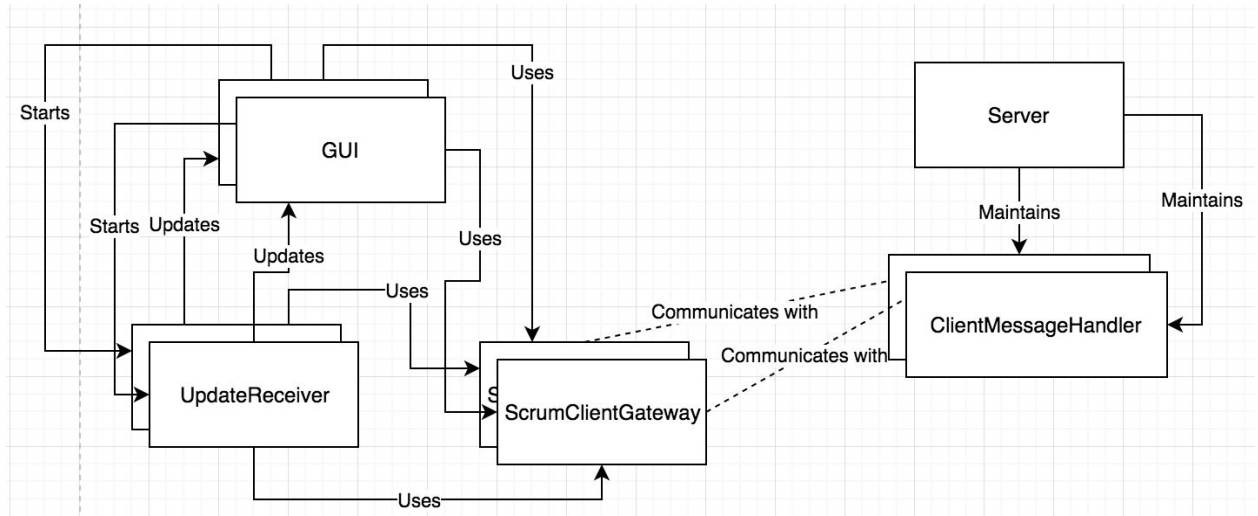 Uses
Starts
GUI
Server
Starts
Updates
Uses
Updates
Maintains
Maintains
Uses
Communicates with
ClientMessageHandler
Communicates with
UpdateReceiver
S
ScrumClientGateway
Uses